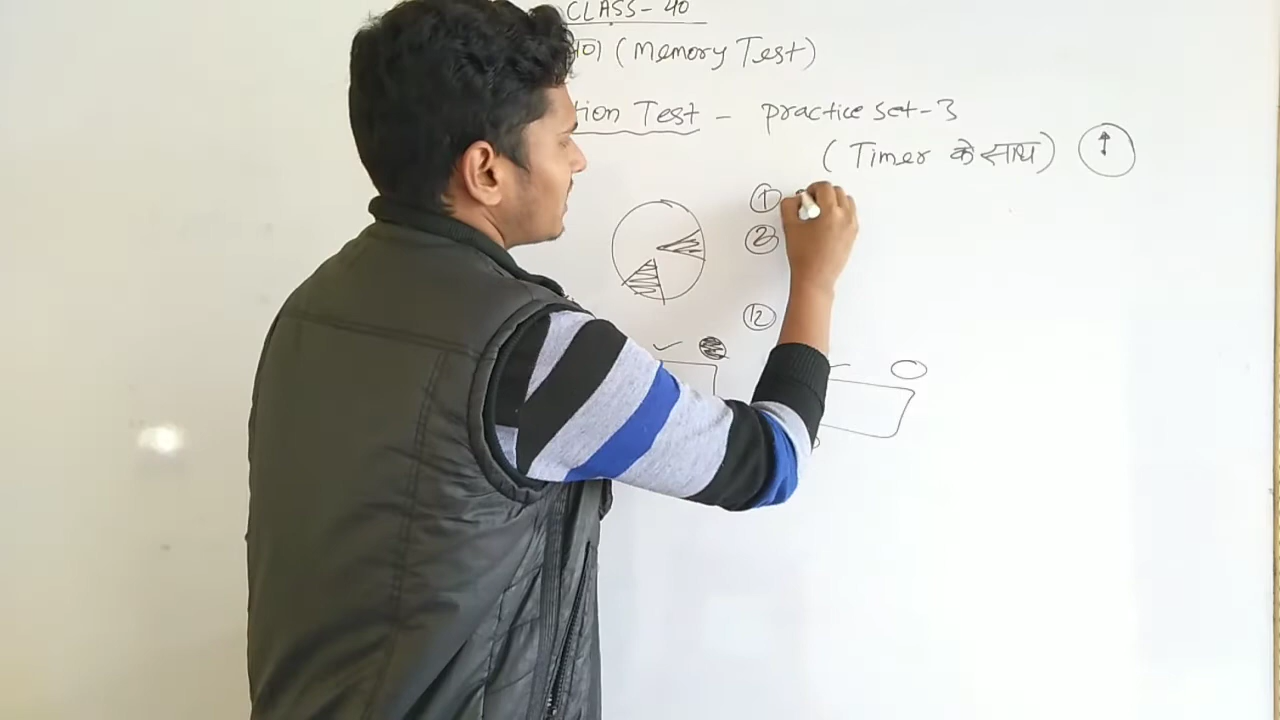 CLASS-40
(Memory Test)
tion Test - practice set-3
(Timer के साथ)
1
2
12